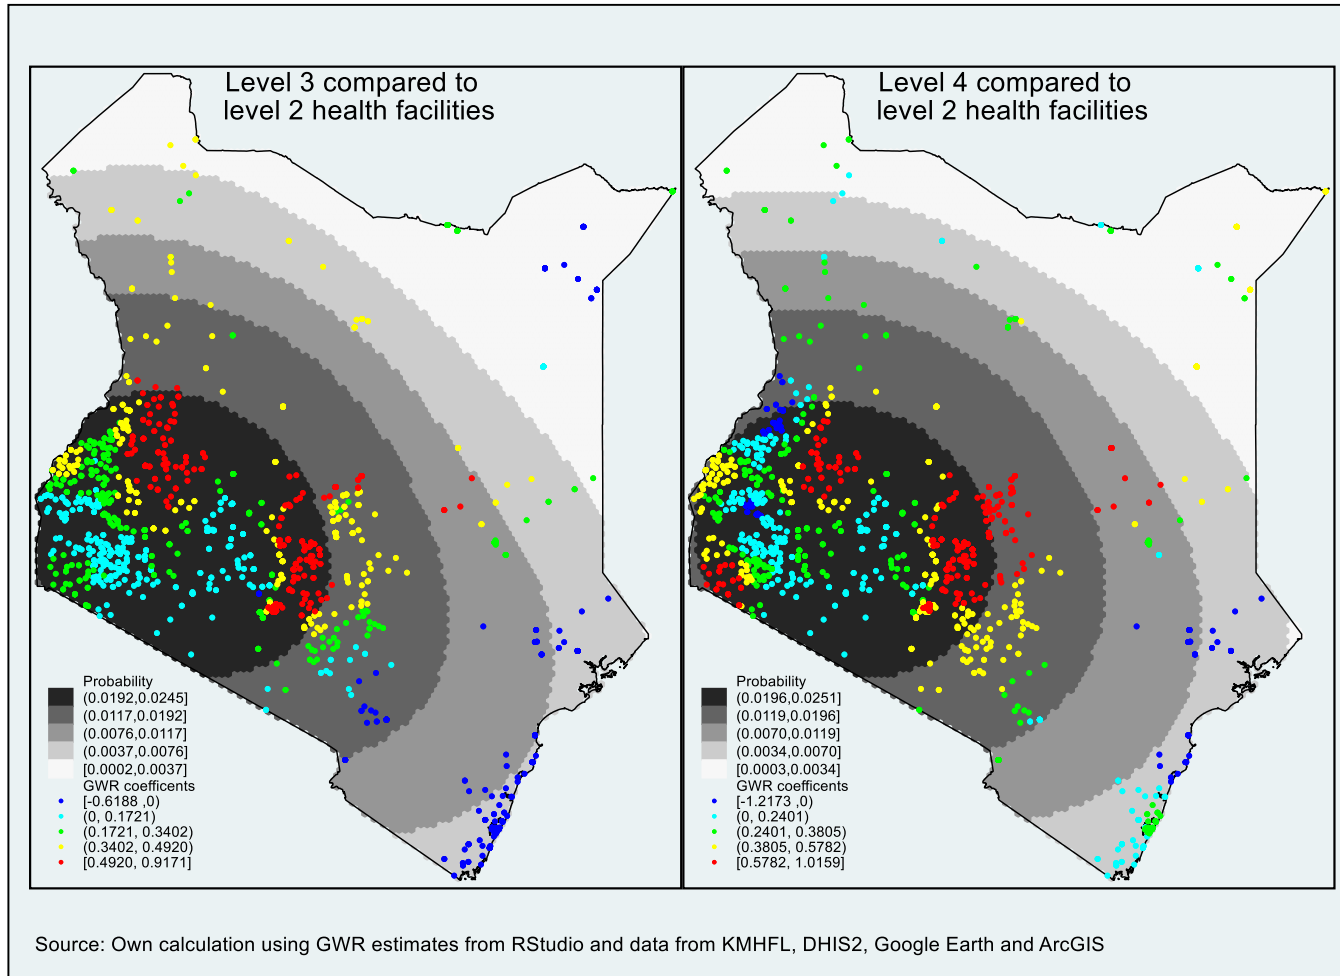 Level 3 compared to
level 2 health facilities
Probability
(0.0192,0.0245]
(0.0117,0.0192]
(0.0076,0.0117]
(0.0037,0.0076]
[0.0002,0.0037]
GWR coefficents
[-0.6188 ,0)
(0, 0.1721)
(0.1721, 0.3402)
(0.3402, 0.4920)
[0.4920, 0.9171]
Level 4 compared to
level 2 health facilities
Probability
(0.0196,0.0251]
(0.0119,0.0196]
(0.0070,0.0119]
(0.0034,0.0070]
[0.0003,0.0034]
GWR coefficents
[-1.2173 ,0)
(0, 0.2401)
(0.2401, 0.3805)
(0.3805, 0.5782)
[0.5782, 1.0159]
Source: Own calculation using GWR estimates from RStudio and data from KMHFL, DHIS2, Google Earth and ArcGIS